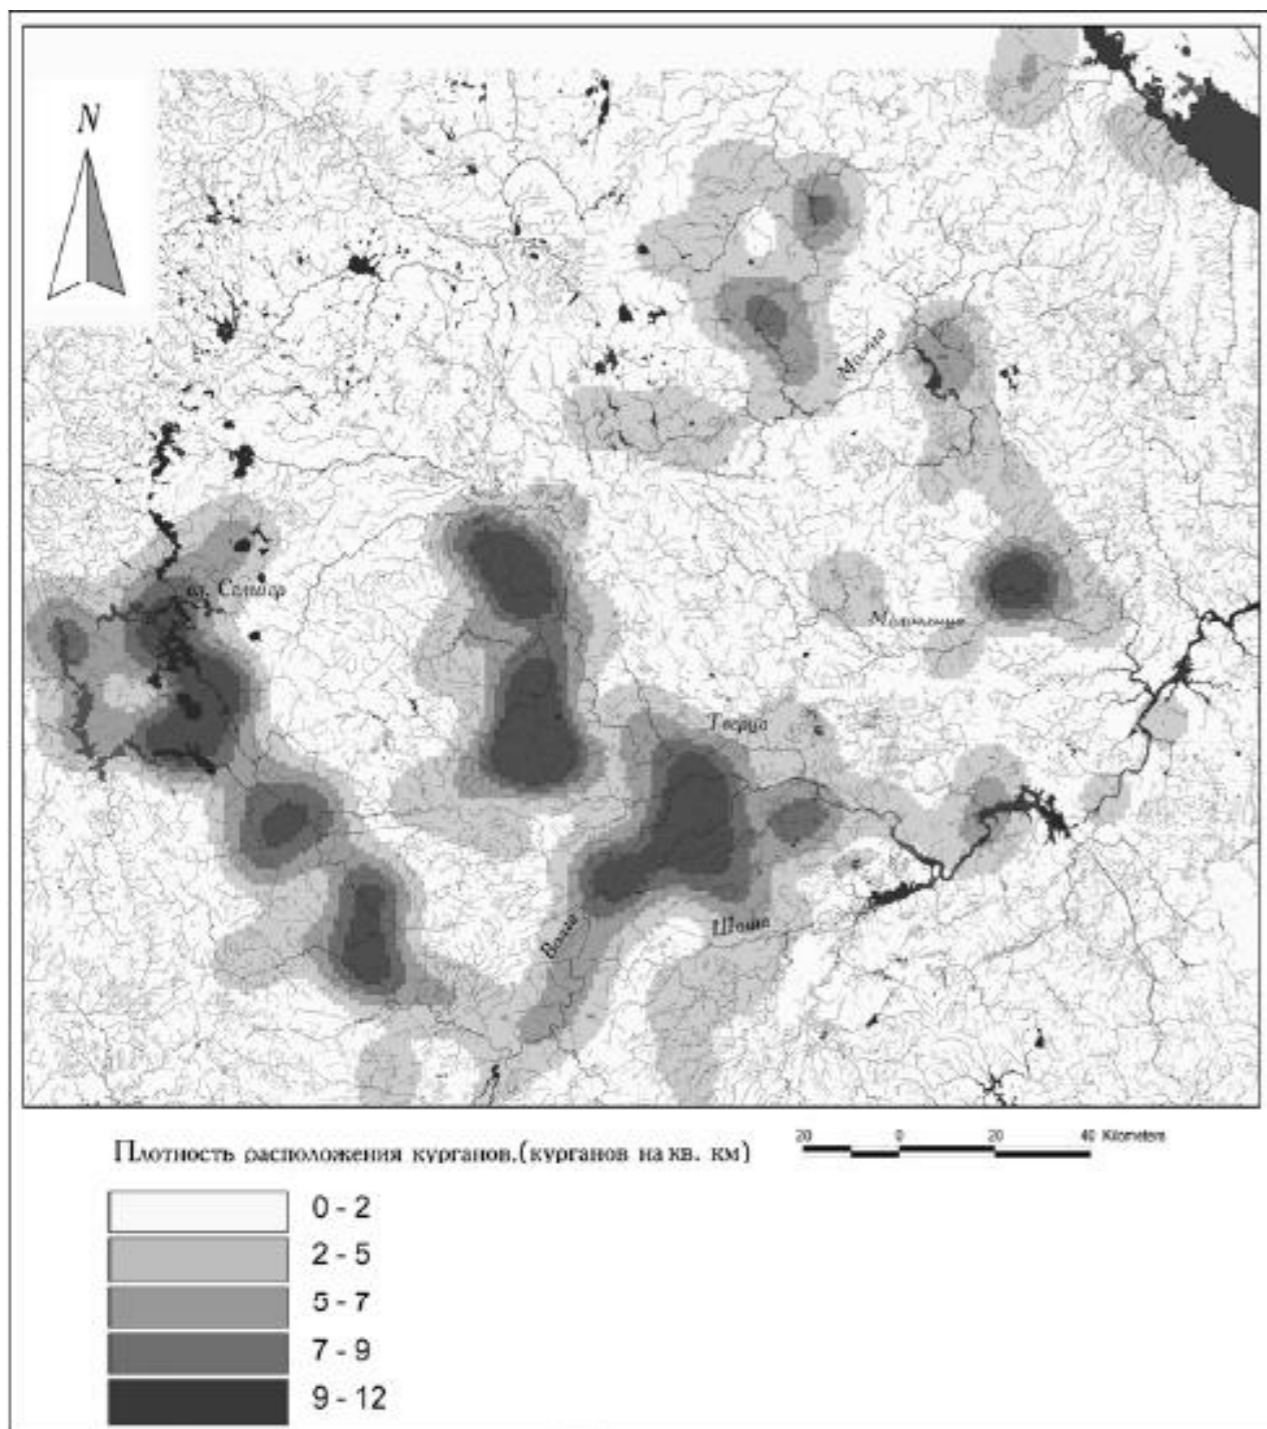 N
Молога
оз. Селигер
Тверца
Волга
Шоша
Плотность расположения курганов,(курганов на кв. км)
20 0 20 40 Kilometers
0 - 2
2 - 5
5 - 7
7 - 9
9 - 12